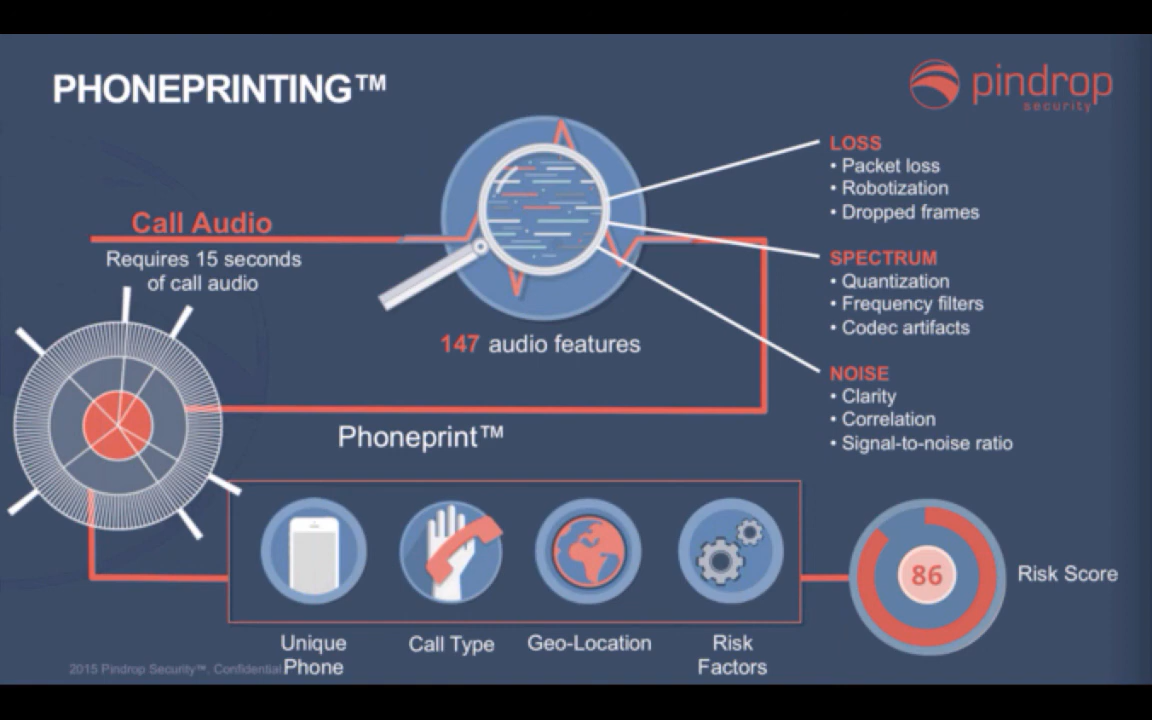 PHONEPRINTING™
pindrop
security
LOSS
• Packet loss
• Robotization
• Dropped frames
Call Audio
Requires 15 seconds
of call audio
SPECTRUM
• Quantization
• Frequency filters
• Codec artifacts
147 audio features
NOISE
• Clarity
• Correlation
• Signal-to-noise ratio
Phoneprint™
86
Risk Score
Unique
Phone
Call Type
Geo-Location
Risk
Factors
2015 Pindrop Security™. Confidential